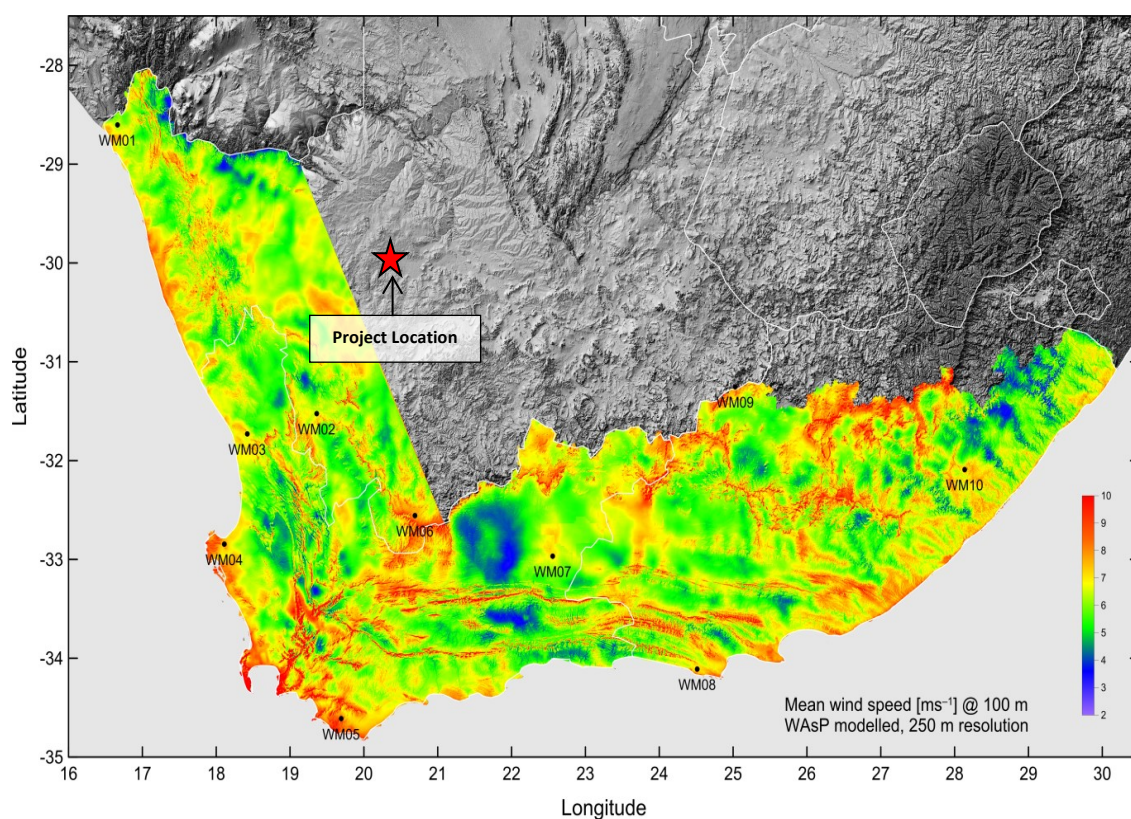 -28
-29
-30
-31
-32
-33
-34
-35
Latitude
WM01
Project Location
WM09
WM02
WM03
WM10
WM06
WM04
WM07
WM08
WM05
10
9
8
7
6
5
4
3
2
Mean wind speed [ms⁻¹] @ 100 m
WAsP modelled, 250 m resolution
16 17 18 19 20 21 22 23 24 25 26 27 28 29 30
Longitude